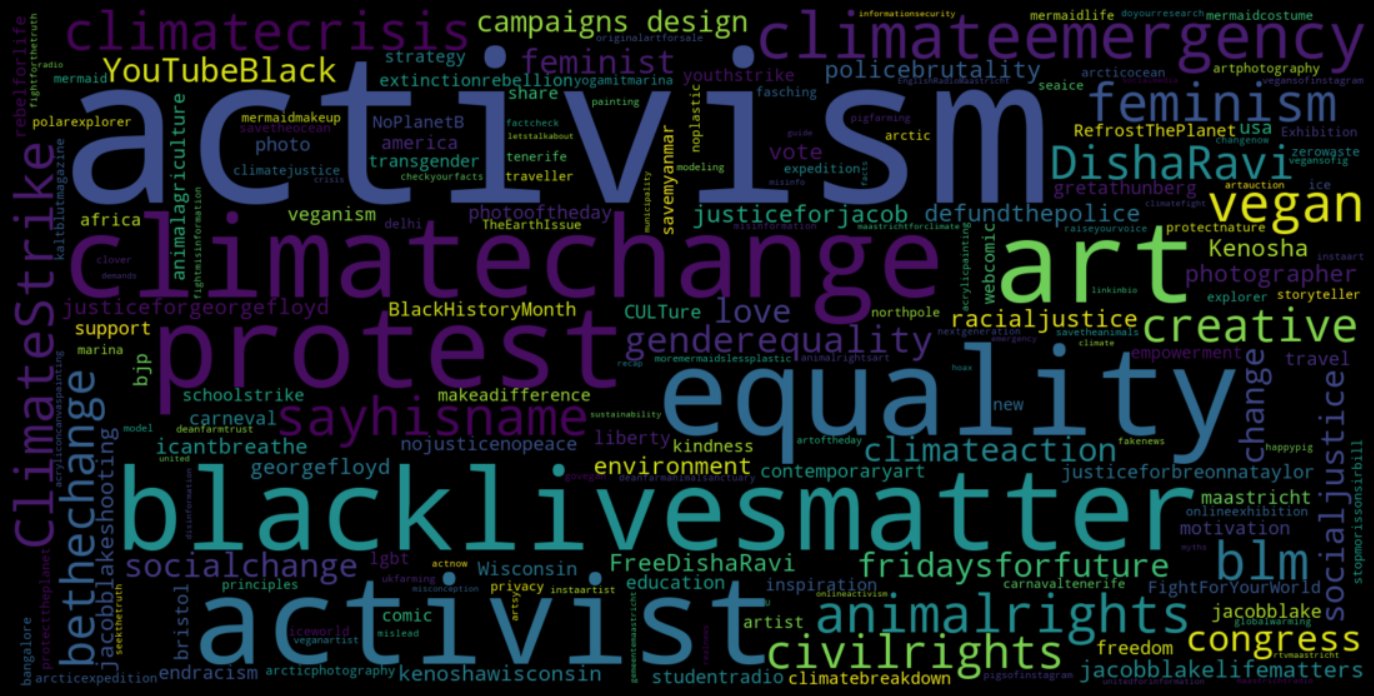 climatecrisis
campaigns design
informationsecurity
mermaidlife
doyourresearch
mermaidcostume
climateemergency
originalartforsale
fightforthetruth
radio
mermaid
YouTubeBlack
strategy
feminist
extinctionrebellion
yogamitmarina
youthstrike
EnglishRadioMaastricht
policebrutality
arcticocean
socialmedia
artphotography
vegansofinstagram
rebelforlife
activism
share
painting
fasching
seaice
feminism
polarexplorer
mermaidmakeup
savetheocean
NoPlanetB
factcheck
letstalkabout
noplastic
pigfarming
arctic
RefrostThePlanet
usa
Exhibition
changenow
zerowaste
vegansofig
photo
america
transgender
tenerife
guide
vote
expedition
DishaRavi
kaltblutmagazine
animalagriculture
climatejustice
crisis
checkyourfacts
traveller
modeling
misinfo
facts
gretathunberg
artauction
ice
climatefight
vegan
africa
fightmisinformation
veganism
delhi
photooftheday
TheEarthIssue
municipality
savemyanmar
justiceforjacob
misinformation
maastrichtforclimate
defundthepolice
raiseyourvoice
protectnature
climatestrike
clover
demands
climatechange
acrylicpainting
webcomic
art
linkinbio
Kenosha
instaart
photographer
explorer
storyteller
justiceforgeorgefloyd
BlackHistoryMonth
CULTure
love
northpole
racialjustice
nextgeneration
savetheanimals
creative
support
marina
bjp
protest
recap
genderequality
moremermaidslessplastic
animalrightsart
emergency
climate
empowerment
travel
acryliconcanvaspainting
bethechange
jacobblakeshooting
model
schoolstrike
carneval
deanfarmtrust
sayhisname
makeadifference
sustainability
equality
hoax
new
change
socialjustice
icantbreathe
united
nojusticenopeace
liberty
kindness
artoftheday
climateaction
fakenews
happypig
georgefloyd
govegan
environment
deanfarmanimalsanctuary
contemporaryart
justiceforbreonnataylor
stopmorissonsirbill
disinformation
blacklivesmatter
maastricht
onlineexhibition
motivation
myths
protecttheplanet
socialchange
lgbt
actnow
Wisconsin
FreeDishaRavi
fridaysforfuture
blm
seekthetruth
principles
ukfarming
misconception
privacy
instaartist
education
inspiration
carnavaltenerife
FightForYourWorld
bangalore
bristol
activist
comic
mislead
artsy
gemeentemaastricht
onlineactivism
artist
animalrights
jacobblake
globalwarming
iceworld
veganartist
civilrights
freedom
congress
rtvmaastricht
arcticexpedition
endracism
arcticphotography
kenoshawisconsin
studentradio
climatebreakdown
pigsofinstagram
unitedforinformation
jacobblakelifematters